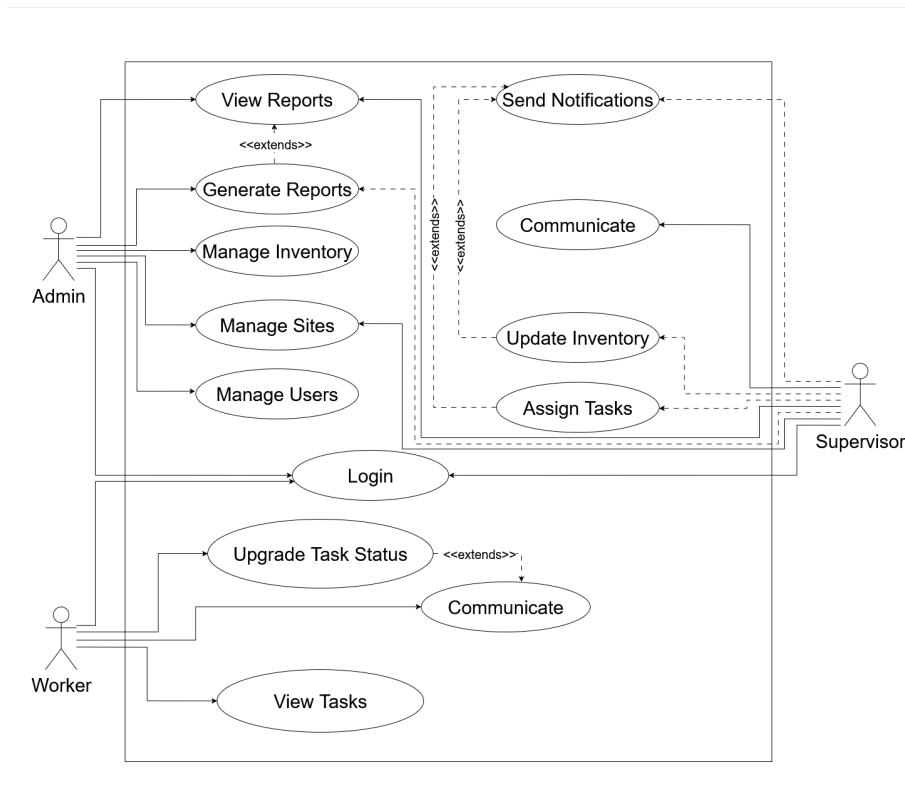 View Reports
Send Notifications
<<extends>>
Generate Reports
<<extends>>
<<extends>>
Communicate
Manage Inventory
Admin
Manage Sites
Update Inventory
Manage Users
Assign Tasks
Supervisor
Login
Upgrade Task Status
<<extends>>
Communicate
Worker
View Tasks